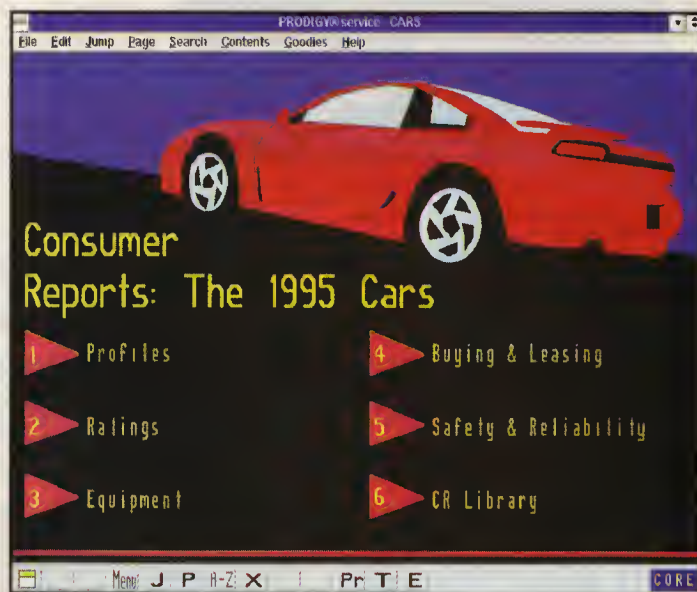 PRODIGY® service CARS
File Edit Jump Page Search Contents Goodies Help
Consumer
Reports: The 1995 Cars
1 Profiles
2 Ratings
3 Equipment
4 Buying & Leasing
5 Safety & Reliability
6 CR Library
Menu J P A-Z X Pr T E CORE